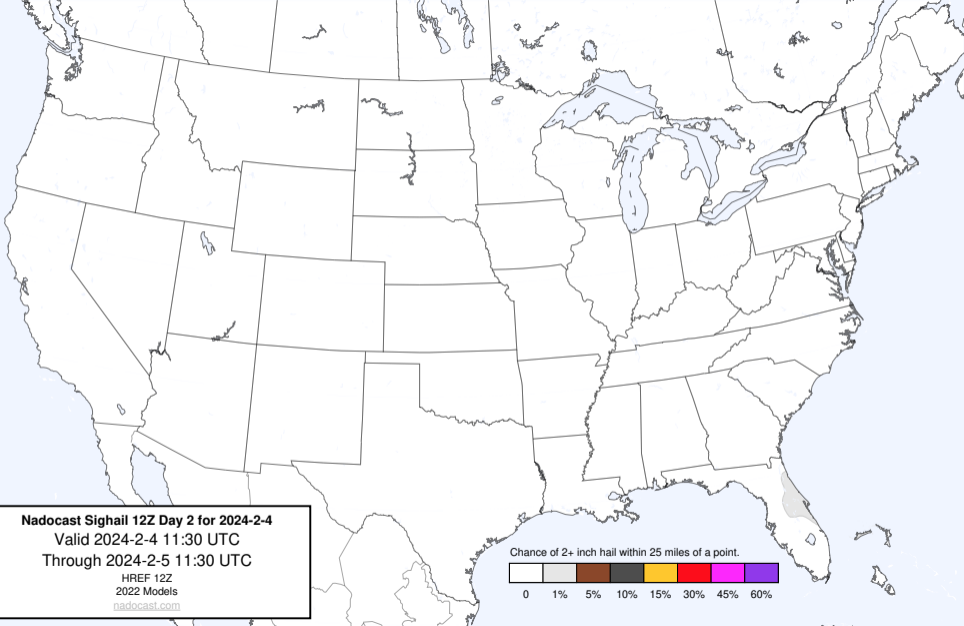 Nadocast Sighail 12Z Day 2 for 2024-2-4
Valid 2024-2-4 11:30 UTC
Through 2024-2-5 11:30 UTC
HREF 12Z
2022 Models
nadocast.com
Chance of 2+ inch hail within 25 miles of a point.
0 1% 5% 10% 15% 30% 45% 60%